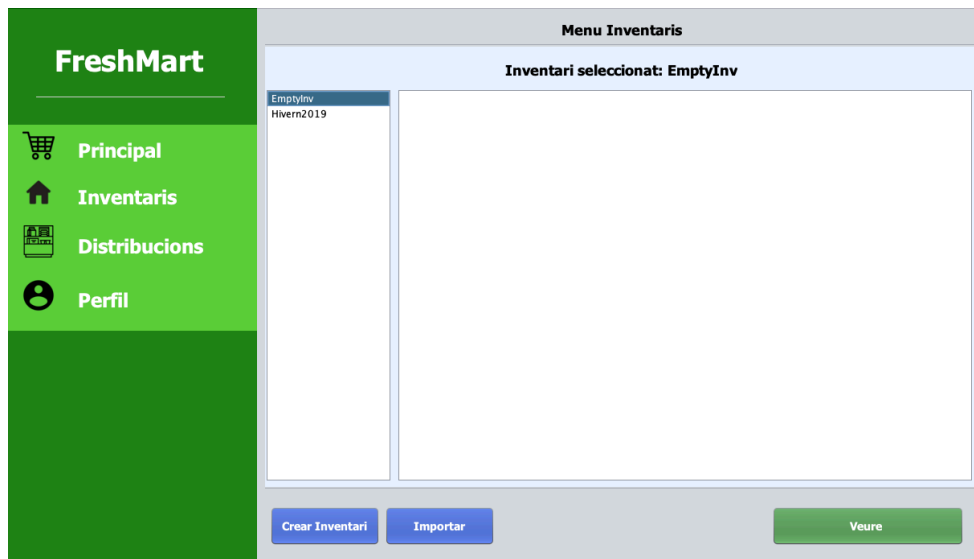 FreshMart
Principal
Inventaris
Distribucions
Perfil
Menu Inventaris
Inventari seleccionat: EmptyInv
EmptyInv
Hivern2019
Crear Inventari
Importar
Veure